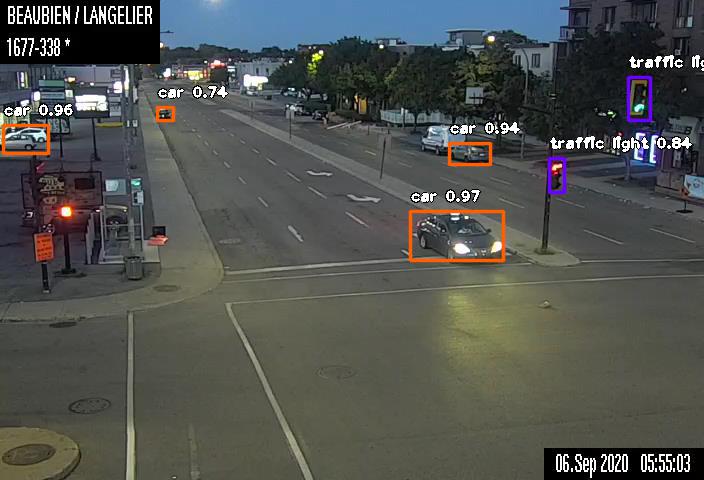 BEAUBIEN / LANGELIER
1677-338 *
traffic lig
car 0.74
car 0.96
car 0.94
traffic light 0.84
car 0.97
06.Sep 2020 05:55:03